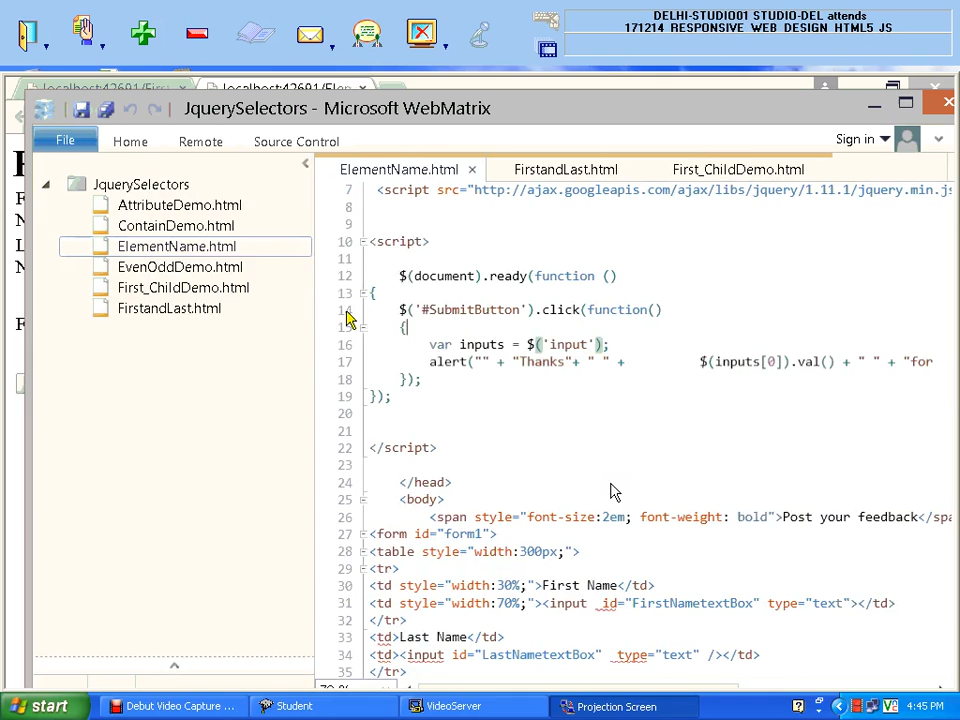 DELHI-STUDIO01 STUDIO-DEL attends
171214 RESPONSIVE WEB DESIGN HTML5 JS
JquerySelectors - Microsoft WebMatrix
File Home Remote Source Control Sign in
JquerySelectors
AttributeDemo.html
ContainDemo.html
ElementName.html
EvenOddDemo.html
First_ChildDemo.html
FirstandLast.html
ElementName.html × FirstandLast.html First_ChildDemo.html
7 <script src="http://ajax.googleapis.com/ajax/libs/jquery/1.11.1/jquery.min.js
8
9
10 <script>
11
12 $(document).ready(function ()
13 {
14 $('#SubmitButton').click(function()
15 {
16 var inputs = $('input');
17 alert("" + "Thanks"+ " " + $(inputs[0]).val() + " " + "for
18 });
19 });
20
21
22 </script>
23
24 </head>
25 <body>
26 <span style="font-size:2em; font-weight: bold">Post your feedback</spa
27 <form id="form1">
28 <table style="width:300px;">
29 <tr>
30 <td style="width:30%;">First Name</td>
31 <td style="width:70%;"><input id="FirstNametextBox" type="text"></td>
32 </tr>
33 <td>Last Name</td>
34 <td><input id="LastNametextBox" type="text" /></td>
35 </tr>
start Debut Video Capture ... Student VideoServer Projection Screen 4:45 PM